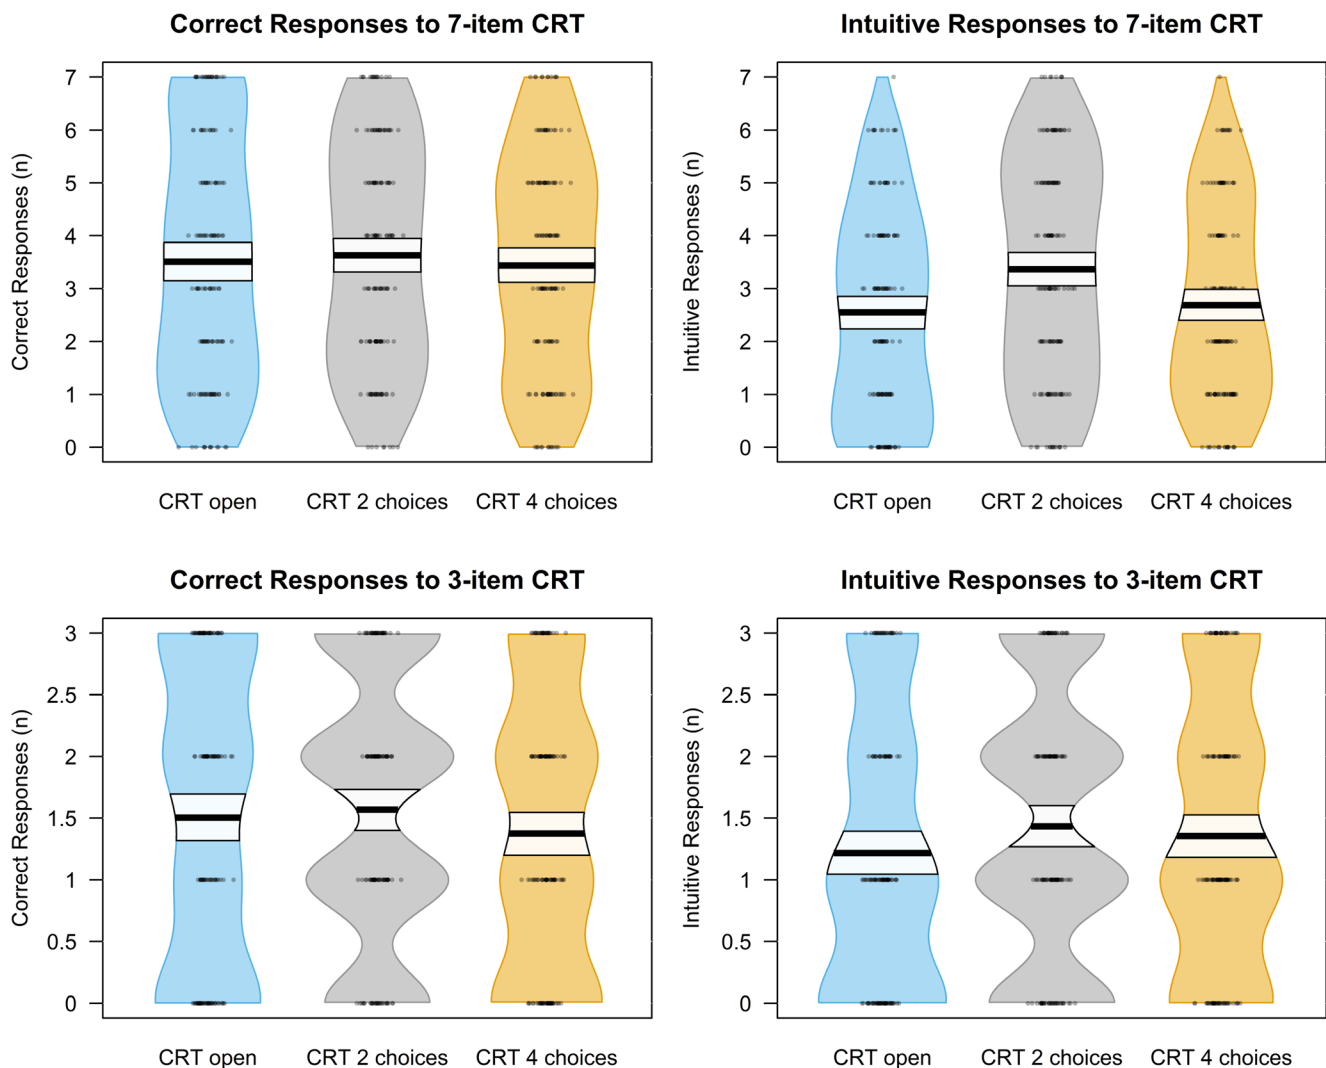 Correct Responses to 7-item CRT
Correct Responses (n)
7
6
5
4
3
2
1
0
CRT open
CRT 2 choices
CRT 4 choices
Intuitive Responses to 7-item CRT
Intuitive Responses (n)
7
6
5
4
3
2
1
0
CRT open
CRT 2 choices
CRT 4 choices
Correct Responses to 3-item CRT
Correct Responses (n)
3
2.5
2
1.5
1
0.5
0
CRT open
CRT 2 choices
CRT 4 choices
Intuitive Responses to 3-item CRT
Intuitive Responses (n)
3
2.5
2
1.5
1
0.5
0
CRT open
CRT 2 choices
CRT 4 choices